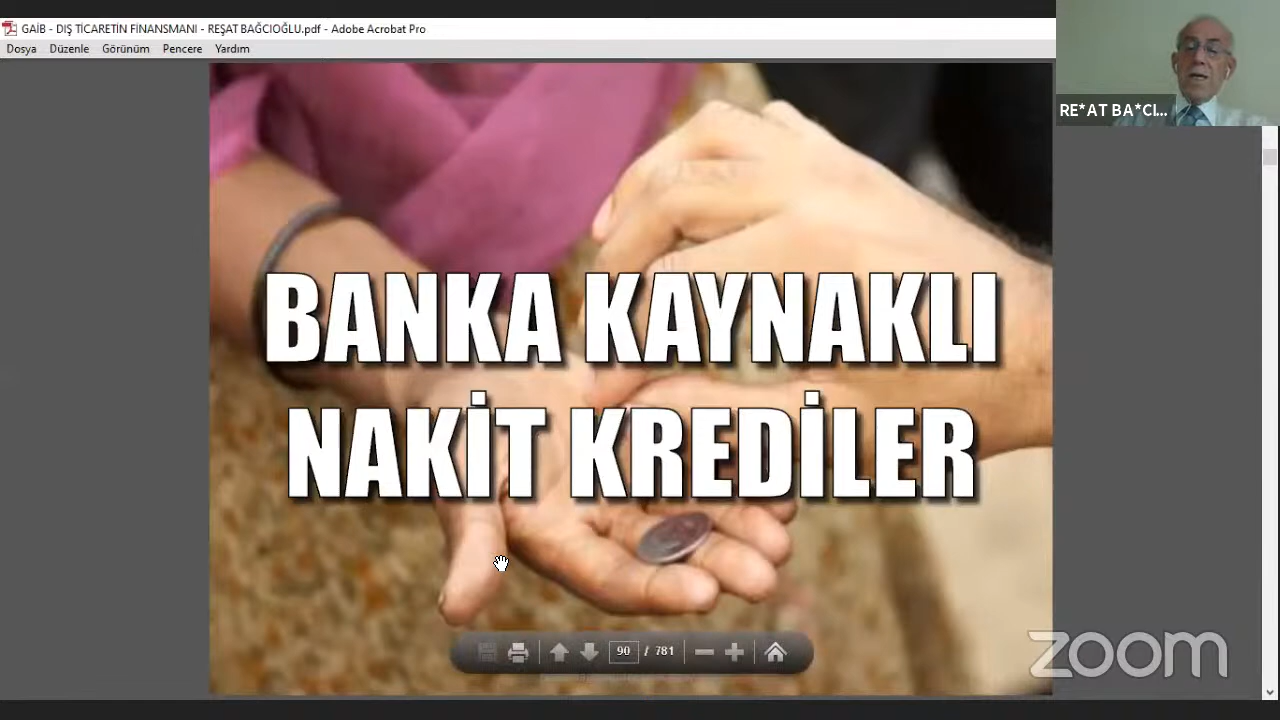 GAİB - DIŞ TİCARETİN FİNANSMANI - REŞAT BAĞCIOĞLU.pdf - Adobe Acrobat Pro
Dosya Düzenle Görünüm Pencere Yardım
RE*AT BA*CI...
BANKA KAYNAKLI
NAKİT KREDİLER
90 / 781
zoom